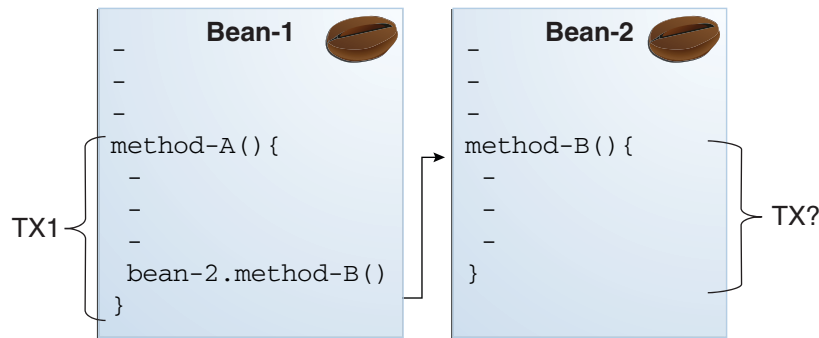 Bean-1
–
–
–
method-A(){
–
–
–
bean-2.method-B()
}
TX1
Bean-2
–
–
–
method-B(){
–
–
–
}
TX?